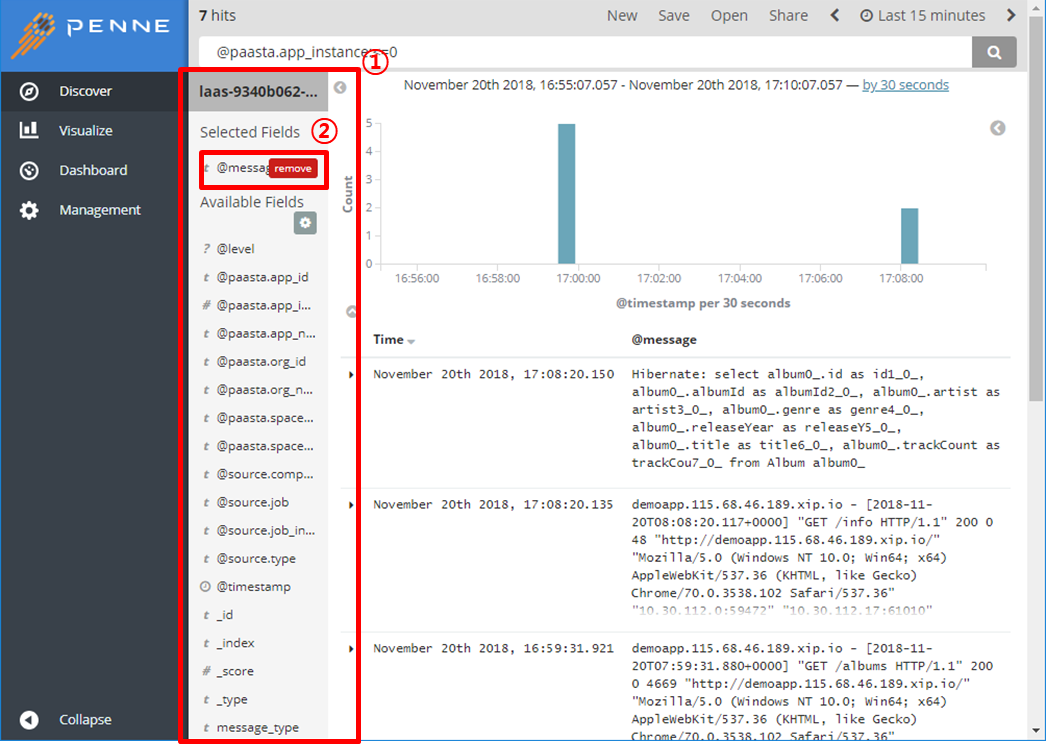 PENNE
Discover
Visualize
Dashboard
Management
Collapse
7 hits
New Save Open Share Last 15 minutes
@paasta.app_instance:=0
①
laas-9340b062-...
Selected Fields ②
t @messag remove
Available Fields
? @level
t @paasta.app_id
# @paasta.app_i...
t @paasta.app_n...
t @paasta.org_id
t @paasta.org_n...
t @paasta.space...
t @paasta.space...
t @source.comp...
t @source.job
t @source.job_in...
t @source.type
@timestamp
t _id
t _index
# _score
t _type
t message_type
November 20th 2018, 16:55:07.057 - November 20th 2018, 17:10:07.057 — by 30 seconds
Count
5
4
3
2
1
0
16:56:00 16:58:00 17:00:00 17:02:00 17:04:00 17:06:00 17:08:00
@timestamp per 30 seconds
Time @message
November 20th 2018, 17:08:20.150 Hibernate: select album0_.id as id1_0_,
album0_.albumId as albumId2_0_, album0_.artist as
artist3_0_, album0_.genre as genre4_0_,
album0_.releaseYear as releaseY5_0_,
album0_.title as title6_0_, album0_.trackCount as
trackCou7_0_ from Album album0_
November 20th 2018, 17:08:20.135 demoapp.115.68.46.189.xip.io - [2018-11-
20T08:08:20.117+0000] "GET /info HTTP/1.1" 200 0
48 "http://demoapp.115.68.46.189.xip.io/"
"Mozilla/5.0 (Windows NT 10.0; Win64; x64)
AppleWebKit/537.36 (KHTML, like Gecko)
Chrome/70.0.3538.102 Safari/537.36"
"10.30.112.0:59472" "10.30.112.17:61010"
November 20th 2018, 16:59:31.921 demoapp.115.68.46.189.xip.io - [2018-11-
20T07:59:31.880+0000] "GET /albums HTTP/1.1" 200
0 4669 "http://demoapp.115.68.46.189.xip.io/"
"Mozilla/5.0 (Windows NT 10.0; Win64; x64)
AppleWebKit/537.36 (KHTML, like Gecko)
Chrome/70.0.3538.102 Safari/537.36"